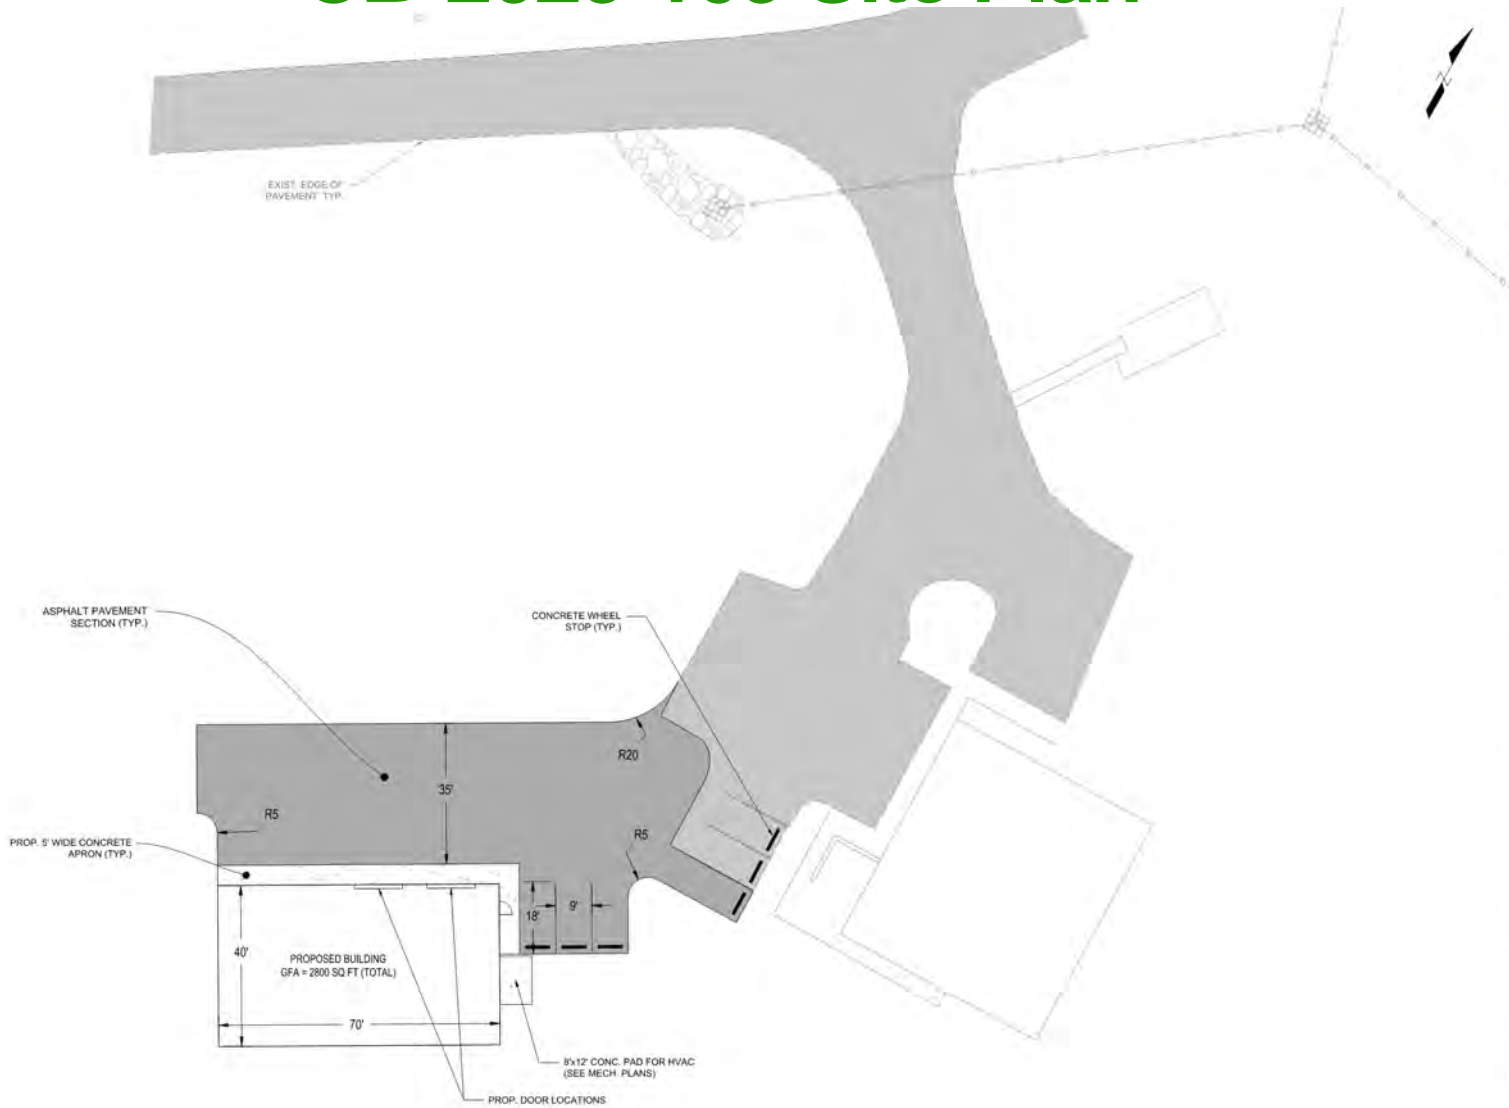 Site Plan
N
EXIST. EDGE OF
PAVEMENT TYP.
ASPHALT PAVEMENT
SECTION (TYP.)
CONCRETE WHEEL
STOP (TYP.)
R20
35'
R5
R5
PROP. 5' WIDE CONCRETE
APRON (TYP.)
18'
9'
40'
PROPOSED BUILDING
GFA = 2800 SQ FT (TOTAL)
70'
8'x12' CONC. PAD FOR HVAC
(SEE MECH. PLANS)
PROP. DOOR LOCATIONS